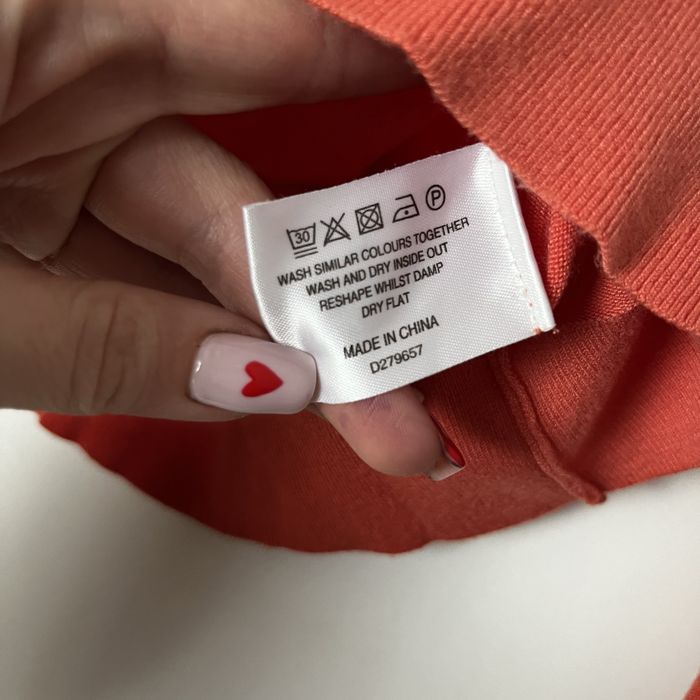 30 P
WASH SIMILAR COLOURS TOGETHER
WASH AND DRY INSIDE OUT
RESHAPE WHILST DAMP
DRY FLAT
MADE IN CHINA
D279657